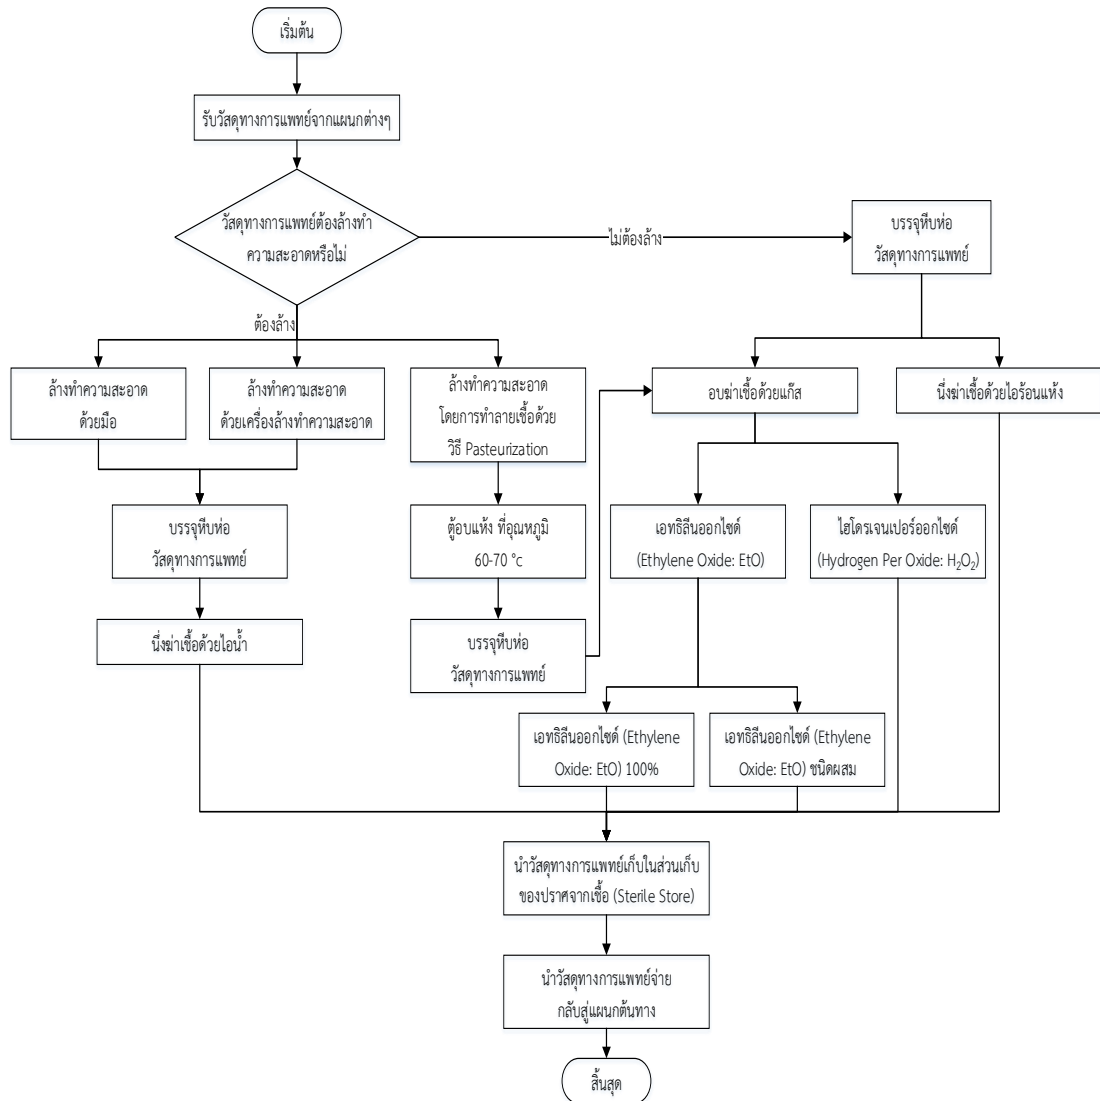 เริ่มต้น
รับวัสดุทางการแพทย์จากแผนกต่างๆ
วัสดุทางการแพทย์ต้องล้างทำ
ความสะอาดหรือไม่
ไม่ต้องล้าง
บรรจุหีบห่อ
วัสดุทางการแพทย์
ต้องล้าง
ล้างทำความสะอาด
ด้วยมือ
ล้างทำความสะอาด
ด้วยเครื่องล้างทำความสะอาด
ล้างทำความสะอาด
โดยการทำลายเชื้อด้วย
วิธี Pasteurization
อบฆ่าเชื้อด้วยแก๊ส
นึ่งฆ่าเชื้อด้วยไอร้อนแห้ง
บรรจุหีบห่อ
วัสดุทางการแพทย์
ตู้อบแห้ง ที่อุณหภูมิ
60-70 °c
เอทธิลีนออกไซด์
(Ethylene Oxide: EtO)
ไฮโดรเจนเปอร์ออกไซด์
(Hydrogen Per Oxide: H₂O₂)
นึ่งฆ่าเชื้อด้วยไอน้ำ
บรรจุหีบห่อ
วัสดุทางการแพทย์
เอทธิลีนออกไซด์ (Ethylene
Oxide: EtO) 100%
เอทธิลีนออกไซด์ (Ethylene
Oxide: EtO) ชนิดผสม
นำวัสดุทางการแพทย์เก็บในส่วนเก็บ
ของปราศจากเชื้อ (Sterile Store)
นำวัสดุทางการแพทย์จ่าย
กลับสู่แผนกต้นทาง
สิ้นสุด